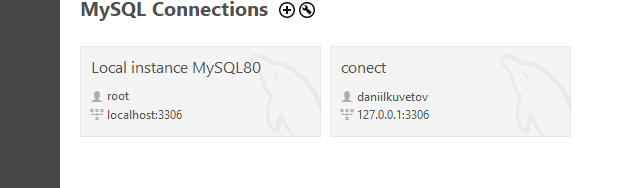 MySQL Connections
Local instance MySQL80
root
localhost:3306
conect
daniilkuvetov
127.0.0.1:3306